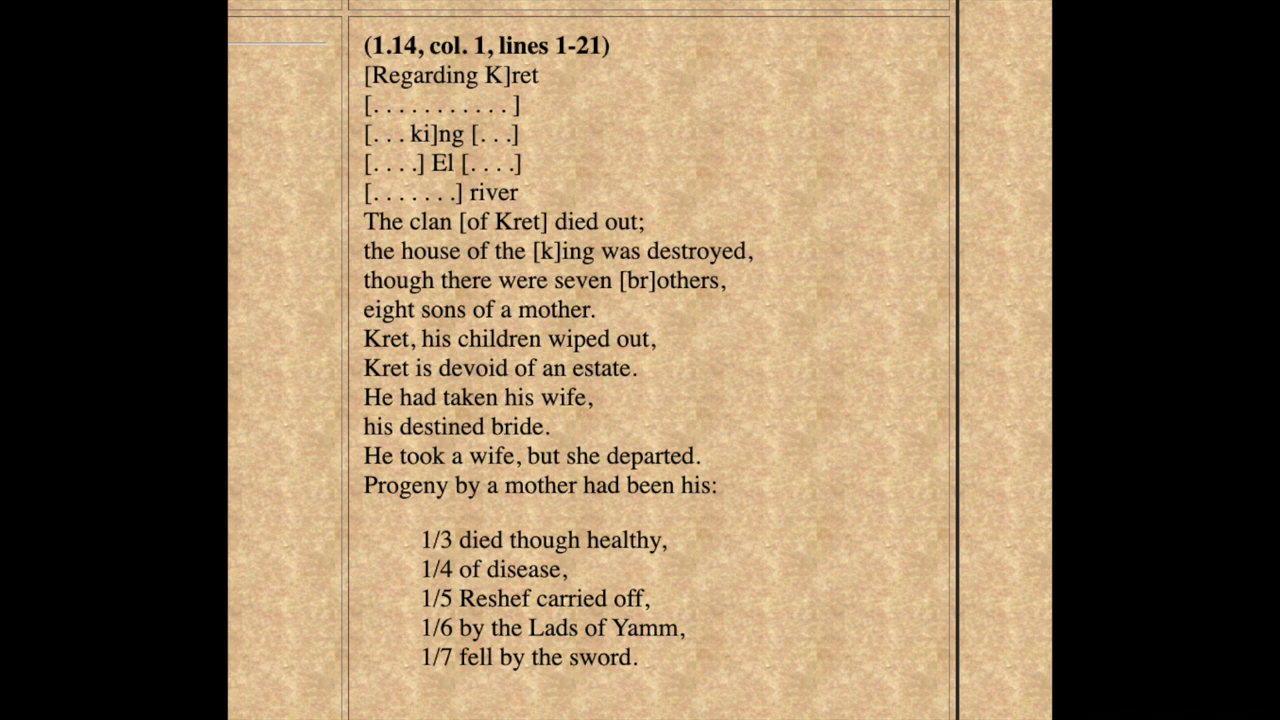 (1.14, col. 1, lines 1-21)
[Regarding K]ret
[. . . . . . . . . . . ]
[. . . ki]ng [. . .]
[. . . .] El [. . . .]
[. . . . . . .] river
The clan [of Kret] died out;
the house of the [k]ing was destroyed,
though there were seven [br]others,
eight sons of a mother.
Kret, his children wiped out,
Kret is devoid of an estate.
He had taken his wife,
his destined bride.
He took a wife, but she departed.
Progeny by a mother had been his:
1/3 died though healthy,
1/4 of disease,
1/5 Reshef carried off,
1/6 by the Lads of Yamm,
1/7 fell by the sword.